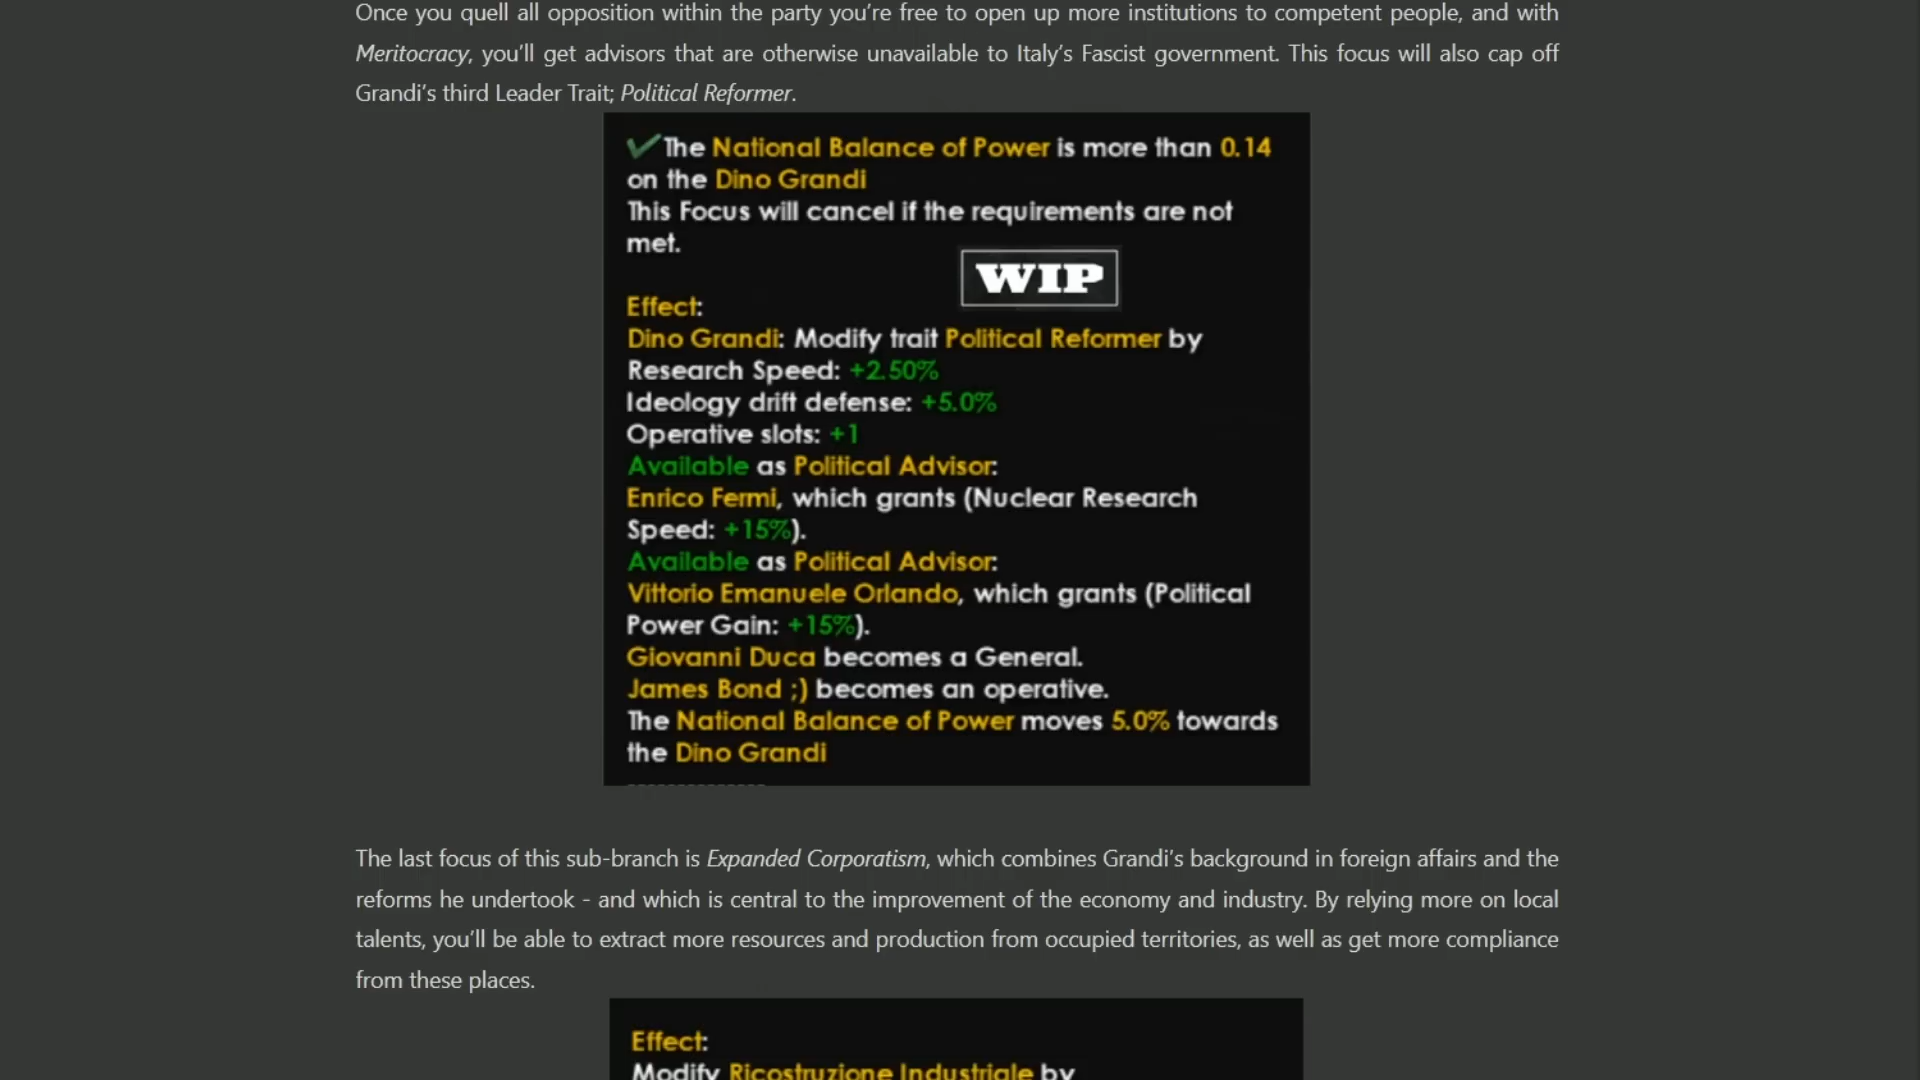 Once you quell all opposition within the party you're free to open up more institutions to competent people, and with
Meritocracy, you'll get advisors that are otherwise unavailable to Italy's Fascist government. This focus will also cap off
Grandi's third Leader Trait; Political Reformer.
The National Balance of Power is more than 0.14
on the Dino Grandi
This Focus will cancel if the requirements are not
met.
WIP
Effect:
Dino Grandi: Modify trait Political Reformer by
Research Speed: +2.50%
Ideology drift defense: +5.0%
Operative slots: +1
Available as Political Advisor:
Enrico Fermi, which grants (Nuclear Research
Speed: +15%).
Available as Political Advisor:
Vittorio Emanuele Orlando, which grants (Political
Power Gain: +15%).
Giovanni Duca becomes a General.
James Bond ;) becomes an operative.
The National Balance of Power moves 5.0% towards
the Dino Grandi
The last focus of this sub-branch is Expanded Corporatism, which combines Grandi's background in foreign affairs and the
reforms he undertook - and which is central to the improvement of the economy and industry. By relying more on local
talents, you'll be able to extract more resources and production from occupied territories, as well as get more compliance
from these places.
Effect:
Modify Ricostruzione Industriale by